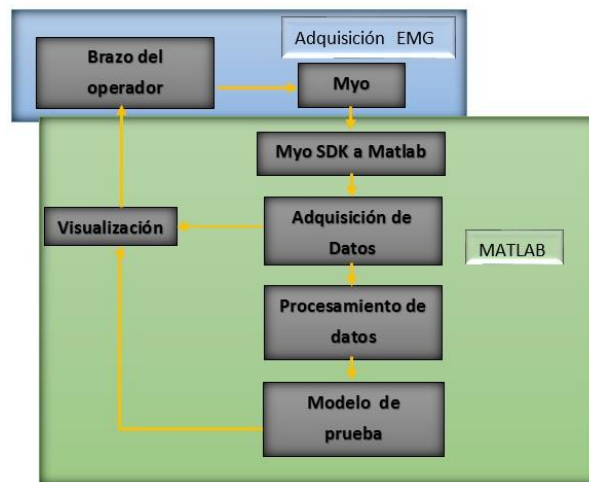 Adquisición EMG
Brazo del
operador
Myo
Myo SDK a Matlab
Adquisición de
Datos
Visualización
MATLAB
Procesamiento de
datos
Modelo de
prueba